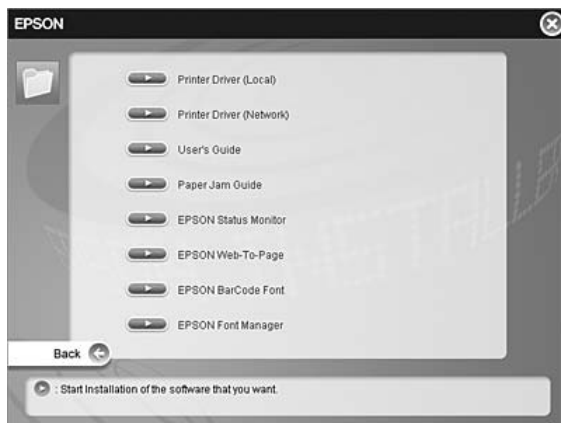 EPSON
Printer Driver (Local)
Printer Driver (Network)
User's Guide
Paper Jam Guide
EPSON Status Monitor
EPSON Web-To-Page
EPSON BarCode Font
EPSON Font Manager
Back
: Start Installation of the software that you want.